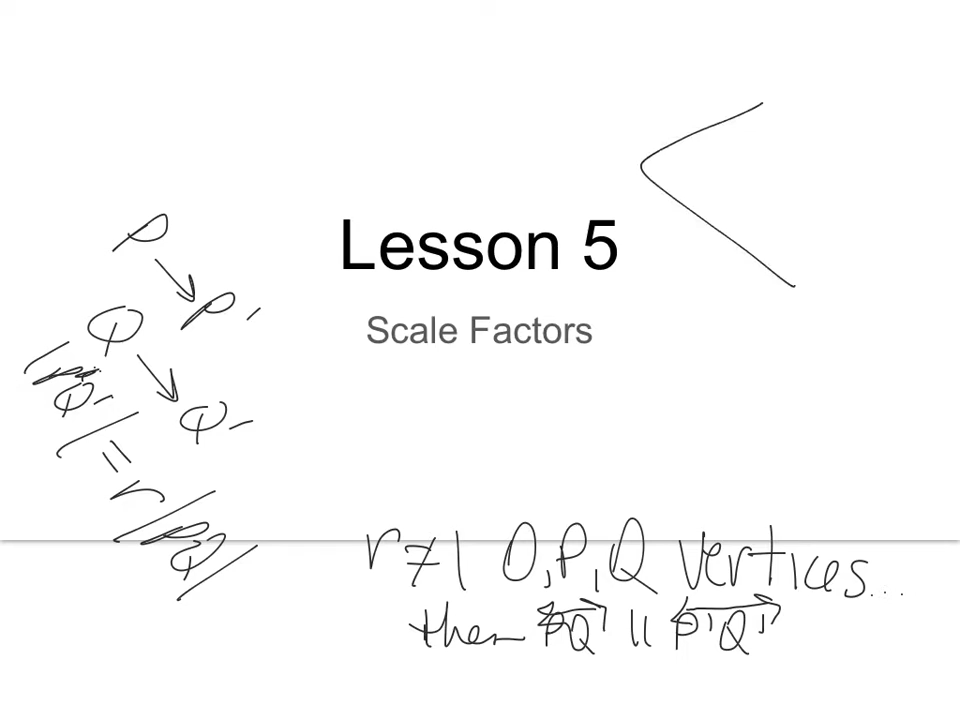 Lesson 5
Scale Factors
P
→ P'
Q
→ Q'
|P'Q'|
=
r|PQ|
r ≠ 1 O, P, Q vertices...
then PQ || P'Q'